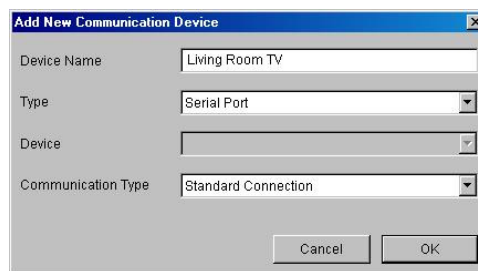 Add New Communication Device
Device Name Living Room TV
Type Serial Port
Device
Communication Type Standard Connection
Cancel OK